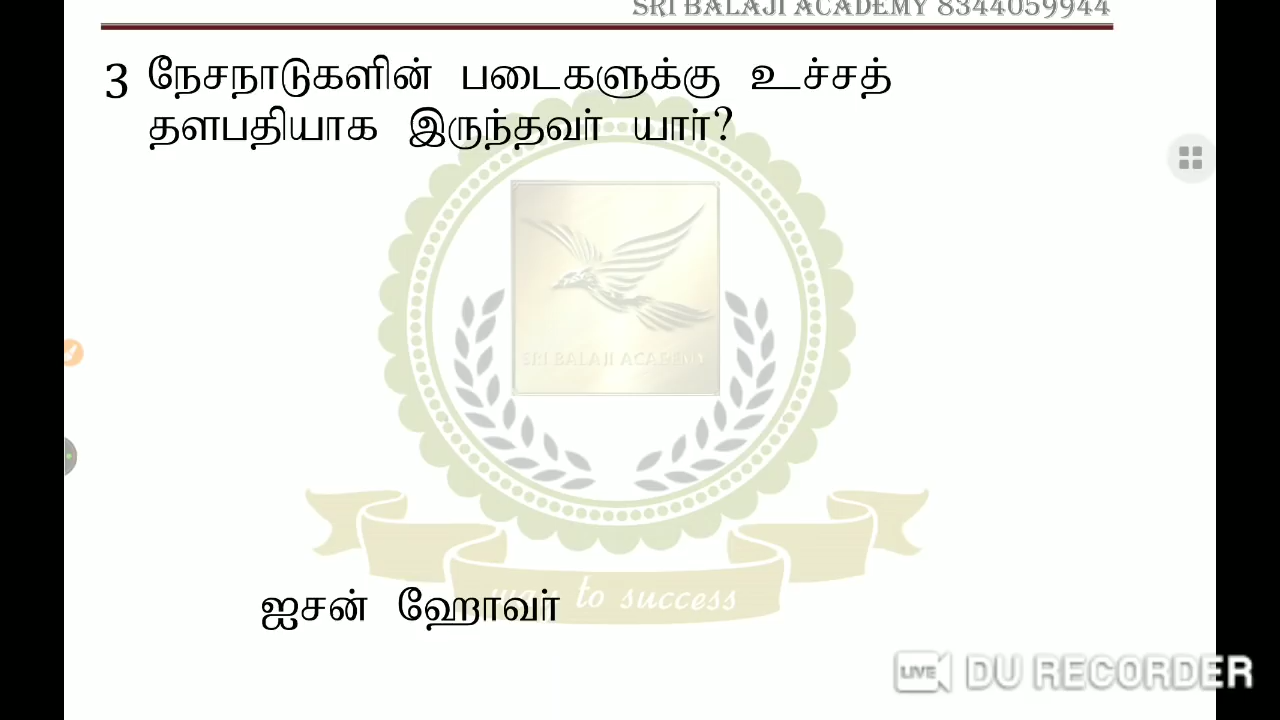 SRI BALAJI ACADEMY 8344059944
3 நேசநாடுகளின் படைகளுக்கு உச்சத்
தளபதியாக இருந்தவர் யார்?
SRI BALAJI ACADEMY
way to success
ஐசன் ஹோவர்
LIVE DU RECORDER